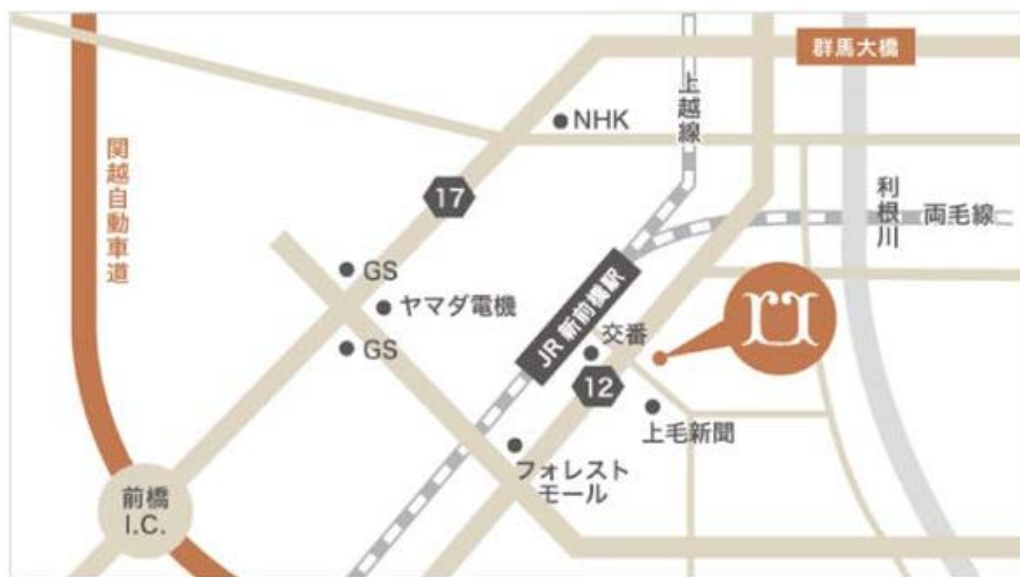 群馬大橋
上越線
NHK
関越自動車道
17
利根川
両毛線
GS
ヤマダ電機
JR 新前橋駅
交番
GS
12
上毛新聞
フォレスト
モール
前橋
I.C.